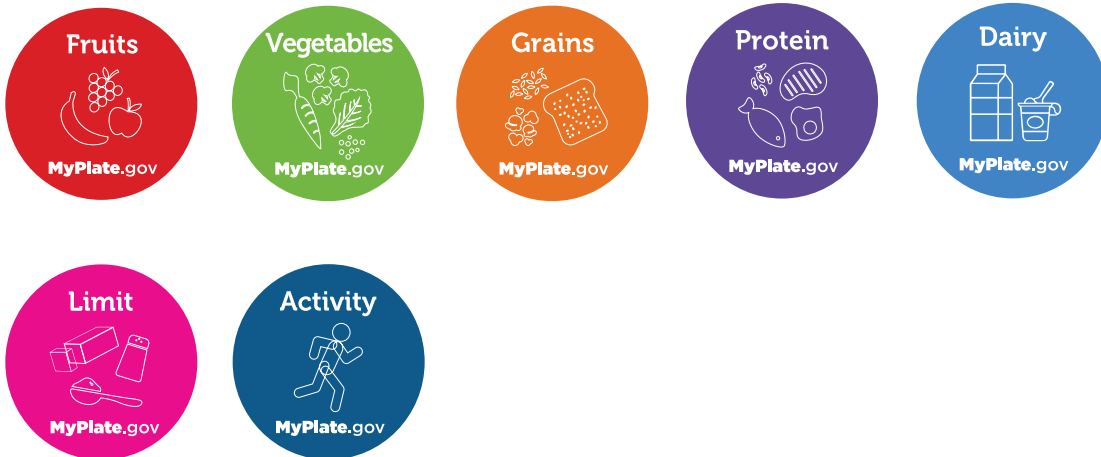 Fruits
MyPlate.gov
Vegetables
MyPlate.gov
Grains
MyPlate.gov
Protein
MyPlate.gov
Dairy
MyPlate.gov
Limit
MyPlate.gov
Activity
MyPlate.gov